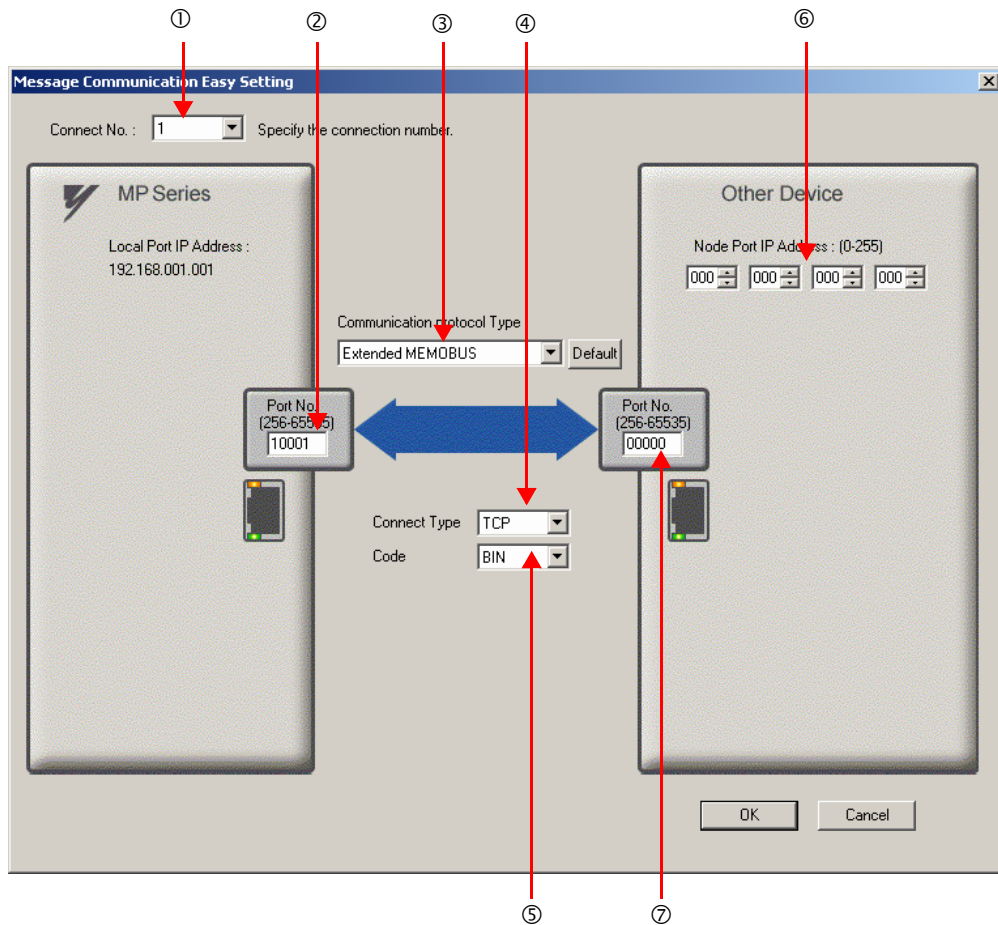 ① ② ③ ④ ⑥
Message Communication Easy Setting
Connect No. : 1 Specify the connection number.
MP Series
Local Port IP Address :
192.168.001.001
Other Device
Node Port IP Address : (0-255)
000 000 000 000
Communication protocol Type
Extended MEMOBUS Default
Port No.
(256-65535)
10001
Port No.
(256-65535)
00000
Connect Type TCP
Code BIN
OK Cancel
⑤ ⑦